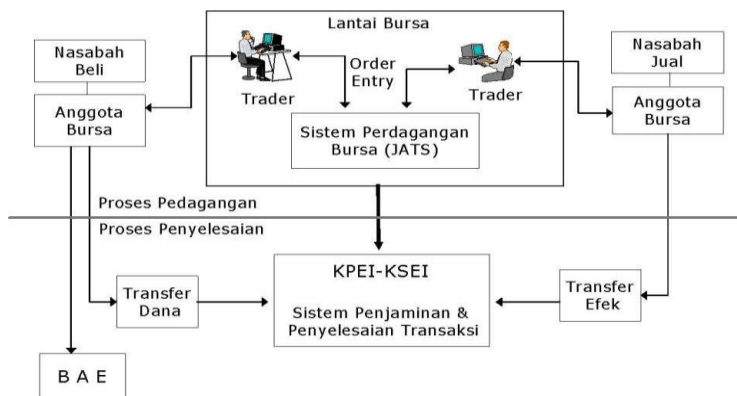 Lantai Bursa
Nasabah
Beli
Anggota
Bursa
Trader
Order
Entry
Trader
Nasabah
Jual
Anggota
Bursa
Sistem Perdagangan
Bursa (JATS)
Proses Pedagangan
Proses Penyelesaian
Transfer
Dana
KPEI-KSEI
Sistem Penjaminan &
Penyelesaian Transaksi
Transfer
Efek
B A E